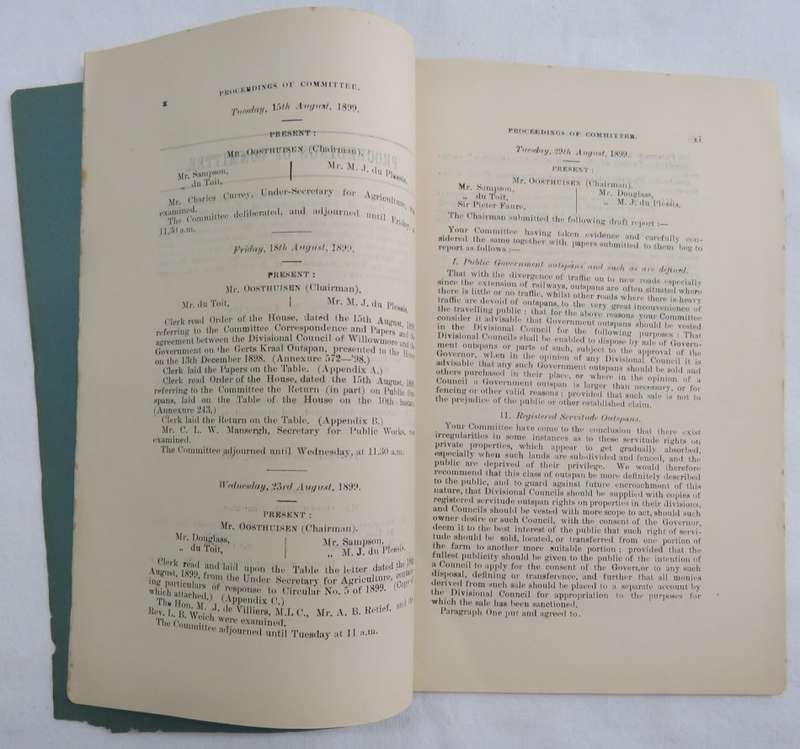 x
PROCEEDINGS OF COMMITTEE.
Tuesday, 15th August, 1899.
PRESENT :
Mr. OOSTHUISEN (Chairman).
Mr. Sampson, Mr. M. J. du Plessis.
„ du Toit,
Mr. Charles Currey, Under-Secretary for Agriculture,
examined.
The Committee deliberated, and adjourned until Friday,
11.30 a.m.
Friday, 18th August, 1899.
PRESENT :
Mr. OOSTHUISEN (Chairman).
Mr. du Toit, Mr. M. J. du Plessis.
Clerk read Order of the House, dated the 15th August,
referring to the Committee Correspondence and Papers
agreement between the Divisional Council of Willowmore
Government on the Gerts Kraal Outspan, presented to the House
on the 13th December 1898. (Annexure 572—'98.)
Clerk laid the Papers on the Table. (Appendix A.)
Clerk read Order of the House, dated the 15th August,
referring to the Committee the Return (in part) on Public
spans, laid on the Table of the House on the 10th
(Annexure 243.)
Clerk laid the Return on the Table. (Appendix B.)
Mr. C. L. W. Mansergh, Secretary for Public Works,
examined.
The Committee adjourned until Wednesday, at 11.30 a.m.
Wednesday, 23rd August, 1899.
PRESENT :
Mr. OOSTHUISEN (Chairman).
Mr. Douglass, Mr. Sampson,
„ du Toit, „ M. J. du Plessis.
Clerk read and laid upon the Table the letter dated the
August, 1899, from the Under Secretary for Agriculture,
ing particulars of response to Circular No. 5 of 1899. (Copy
which attached.) (Appendix C.)
The Hon. M. J. de Villiers, M.L C., Mr. A. B. Retief,
Rev. L. B. Weich were examined.
The Committee adjourned until Tuesday at 11 a.m.
PROCEEDINGS OF COMMITTEE. xi
Tuesday, 29th August, 1899.
PRESENT :
Mr. OOSTHUISEN (Chairman).
Mr. Sampson, Mr. Douglass,
„ du Toit, „ M. J. du Plessis.
Sir Pieter Faure,
The Chairman submitted the following draft report :—
Your Committee having taken evidence and carefully con-
sidered the same together with papers submitted to them beg to
report as follows :—
I. Public Government outspans and such as are defined.
That with the divergence of traffic on to new roads especially
since the extension of railways, outspans are often situated where
there is little or no traffic, whilst other roads where there is heavy
traffic are devoid of outspans, to the very great inconvenience of
the travelling public : that for the above reasons your Committee
consider it advisable that Government outspans should be vested
in the Divisional Council for the following purposes : That
Divisional Councils shall be enabled to dispose by sale of Govern-
ment outspans or parts of such, subject to the approval of the
Governor, when in the opinion of any Divisional Council it is
advisable that any such Government outspans should be sold and
others purchased in their place, or where in the opinion of a
Council a Government outspan is larger than necessary, or for
fencing or other valid reasons ; provided that such sale is not to
the prejudice of the public or other established claim.
II. Registered Servitude Outspans.
Your Committee have come to the conclusion that there exist
irregularities in some instances as to these servitude rights on
private properties, which appear to get gradually absorbed,
especially when such lands are subdivided and fenced, and the
public are deprived of their privilege. We would therefore
recommend that this class of outspan be more definitely described
to the public, and to guard against future encroachment of this
nature, that Divisional Councils should be supplied with copies of
registered servitude outspan rights on properties in their divisions,
and Councils should be vested with more scope to act, should such
owner desire or such Council, with the consent of the Governor,
deem it to the best interest of the public that such right of servi-
tude should be sold, located, or transferred from one portion of
the farm to another more suitable portion : provided that the
fullest publicity should be given to the public of the intention of
a Council to apply for the consent of the Governor to any such
disposal, defining or transference, and further that all monies
derived from such sale should be placed to a separate account by
the Divisional Council for appropriation to the purposes for
which the sale has been sanctioned.
Paragraph One put and agreed to.